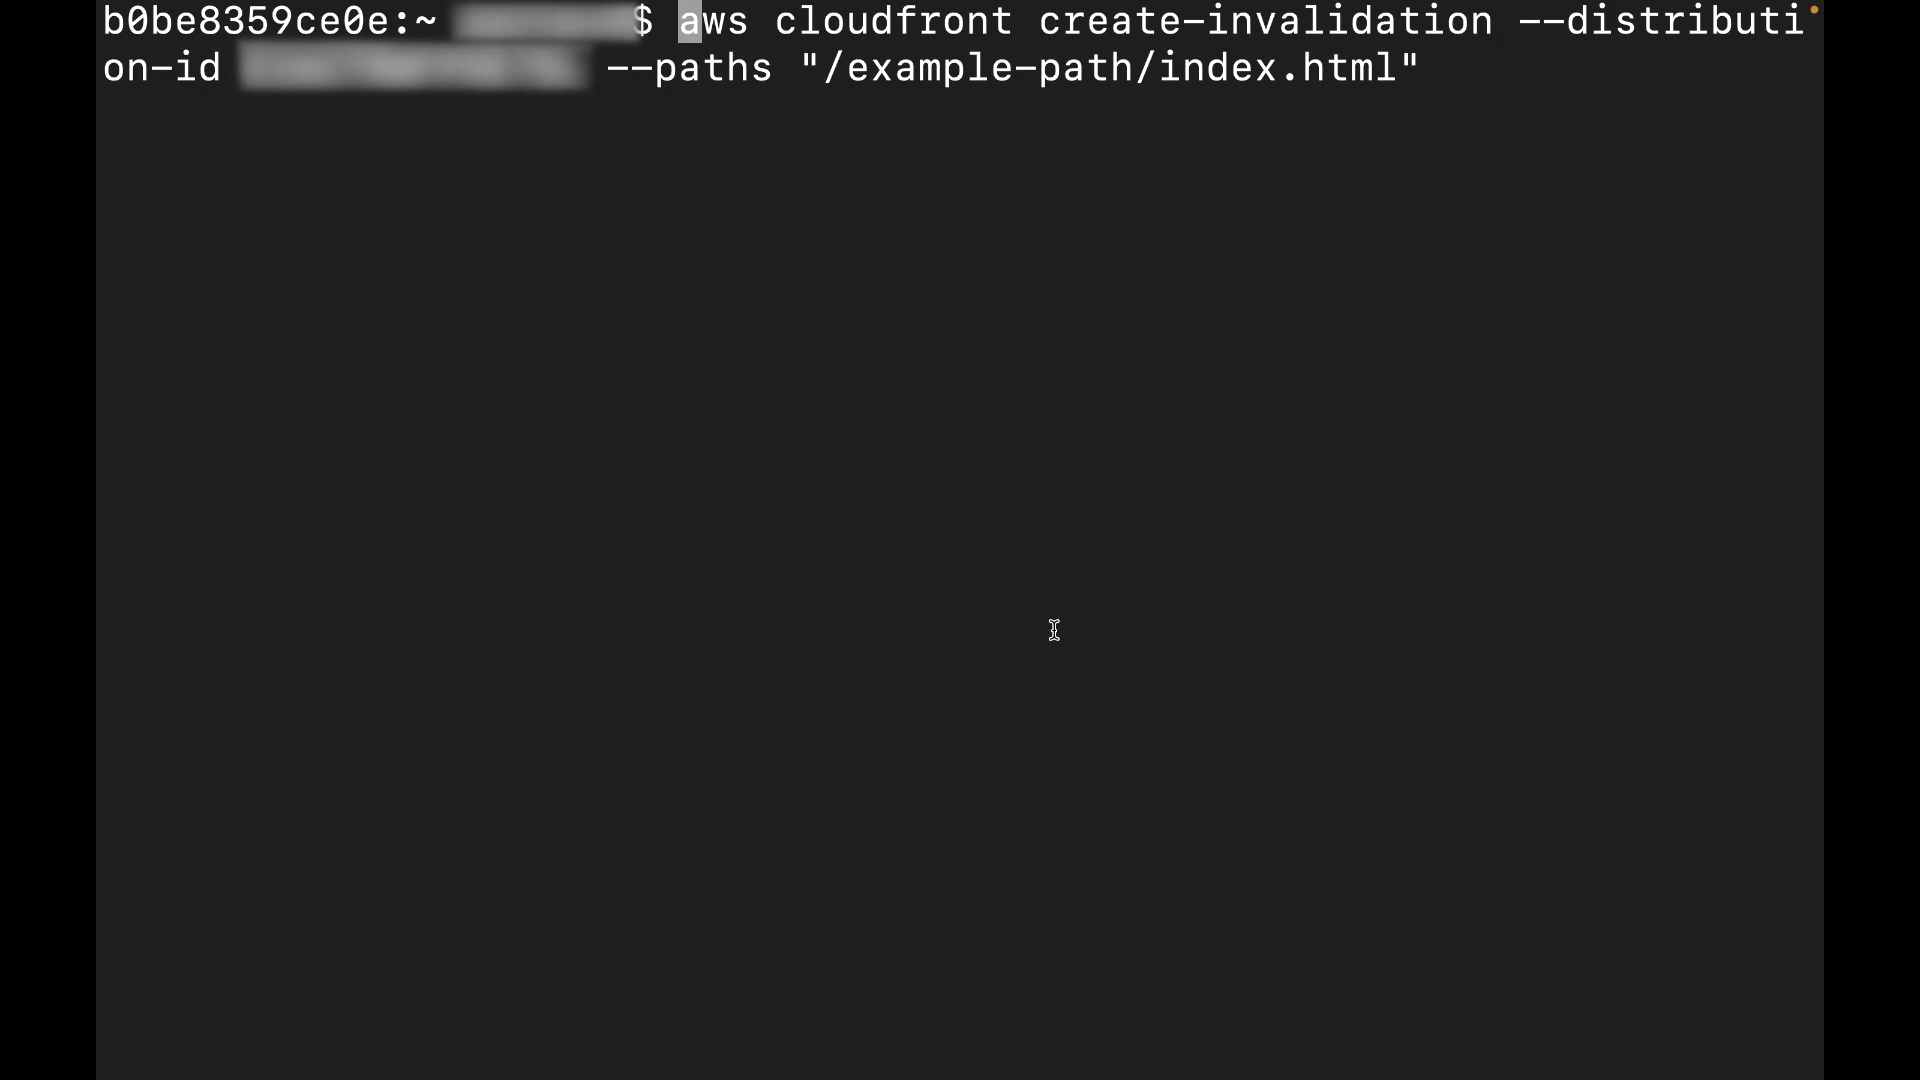 b0be8359ce0e:~ $ aws cloudfront create-invalidation --distributi
on-id --paths "/example-path/index.html"